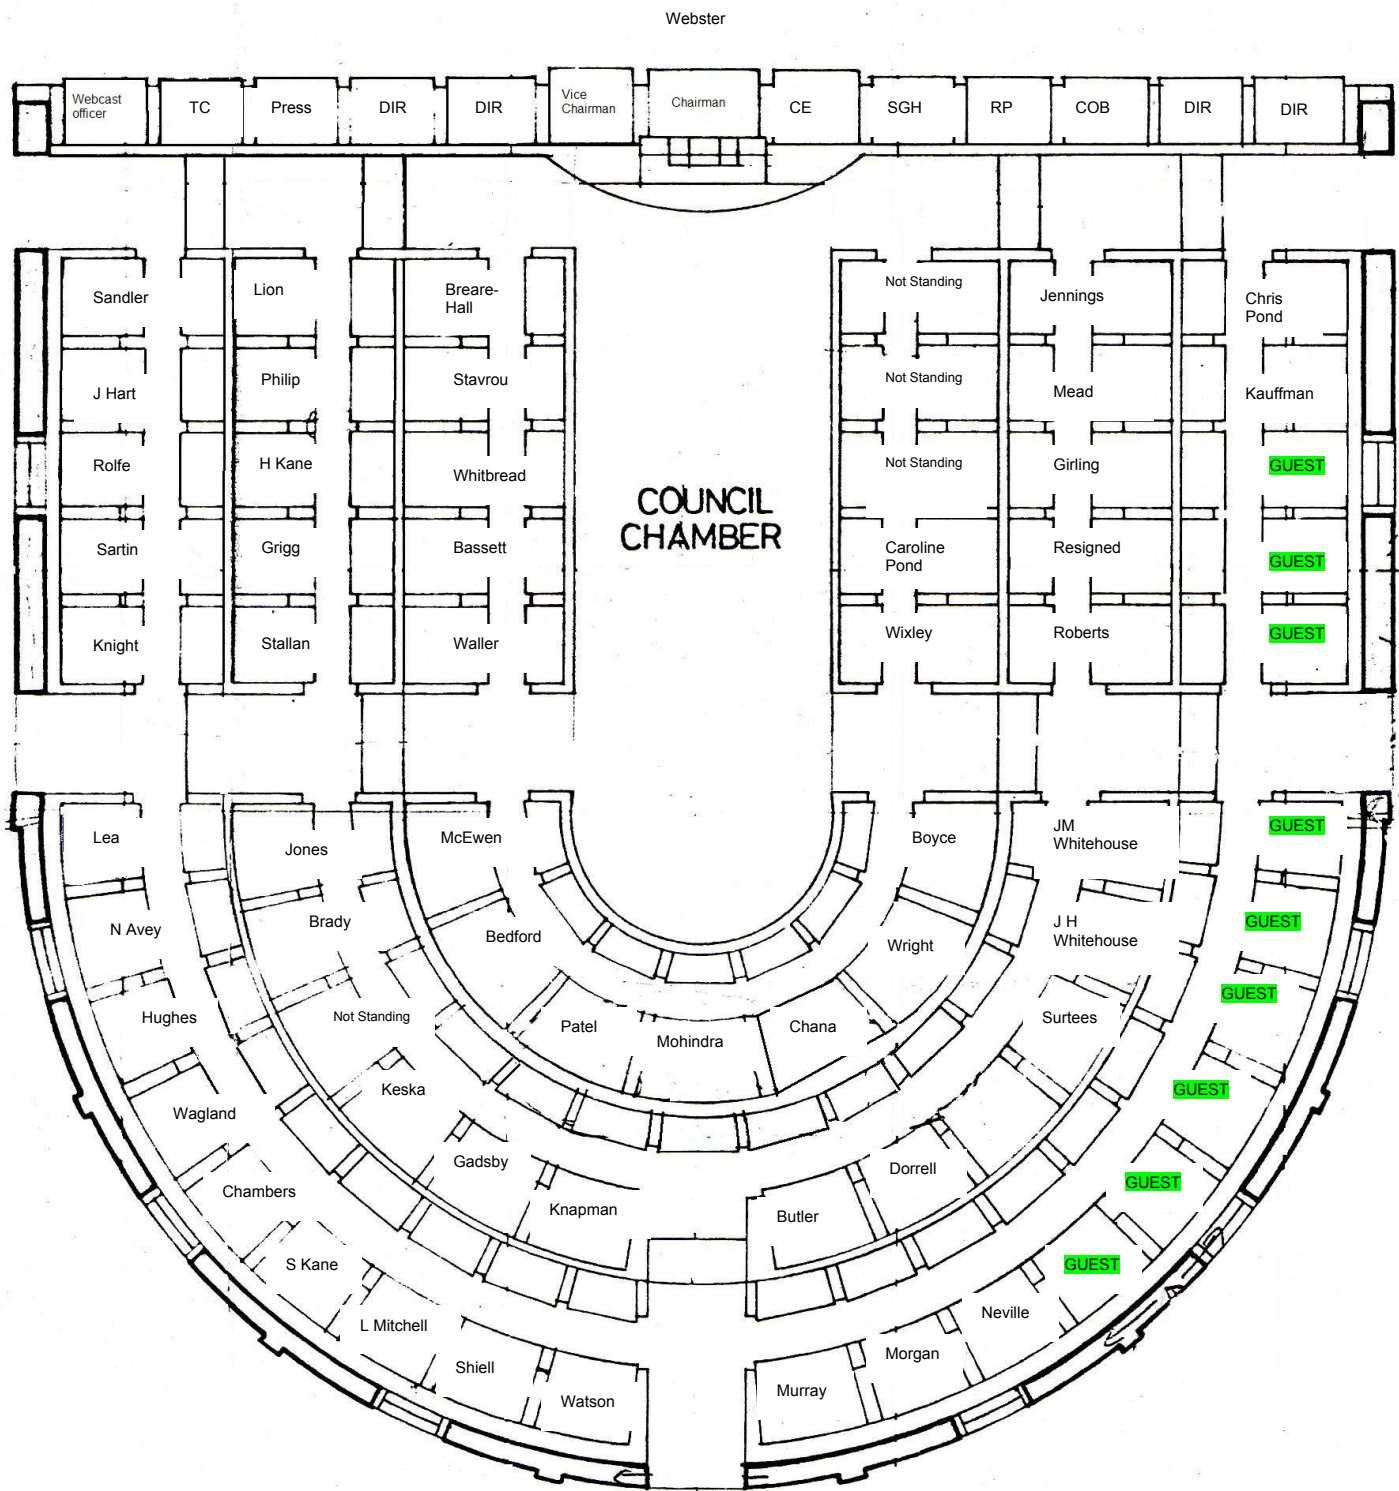 Webster
Webcast
officer
TC
Press
DIR
DIR
Vice
Chairman
Chairman
CE
SGH
RP
COB
DIR
DIR
Sandler
Lion
Breare-
Hall
Not Standing
Jennings
Chris
Pond
J Hart
Philip
Stavrou
Not Standing
Mead
Kauffman
Rolfe
H Kane
Whitbread
Not Standing
Girling
GUEST
COUNCIL
CHAMBER
Sartin
Grigg
Bassett
Caroline
Pond
Resigned
GUEST
Knight
Stallan
Waller
Wixley
Roberts
GUEST
Lea
Jones
McEwen
Boyce
JM
Whitehouse
GUEST
N Avey
Brady
Bedford
Wright
J H
Whitehouse
GUEST
Hughes
Not Standing
Patel
Mohindra
Chana
Surtees
GUEST
Wagland
Keska
GUEST
Chambers
Gadsby
Knapman
Butler
Dorrell
GUEST
S Kane
GUEST
L Mitchell
Neville
Shiell
Morgan
Watson
Murray